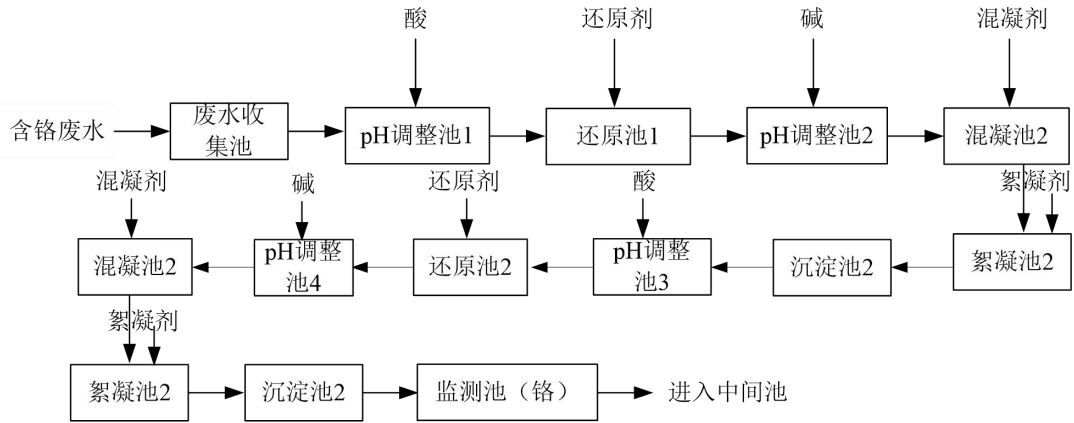 酸
还原剂
碱
混凝剂
含铬废水
废水收
集池
pH调整池1
还原池1
pH调整池2
混凝池2
混凝剂
碱
还原剂
酸
絮凝剂
混凝池2
pH调整
池4
还原池2
pH调整
池3
沉淀池2
絮凝池2
絮凝剂
絮凝池2
沉淀池2
监测池（铬）
进入中间池